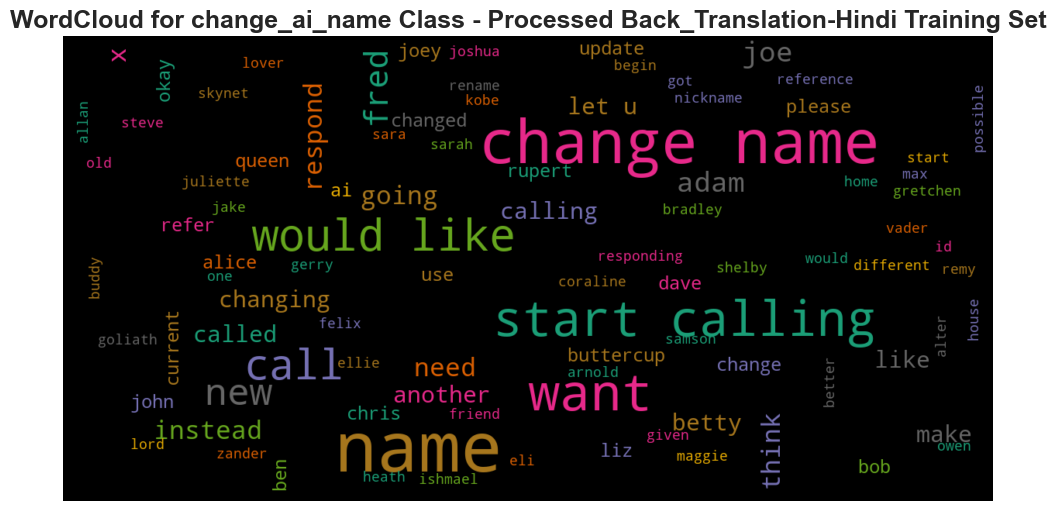 WordCloud for change_ai_name Class - Processed Back_Translation-Hindi Training Set
x
okay
lover
fred
joey
joshua
update
begin
joe
skynet
rename
kobe
got
nickname
reference
possible
allan
steve
respond
changed
sara
sarah
let u
please
change name
old
queen
rupert
start
juliette
ai
going
adam
max
home
gretchen
jake
refer
calling
bradley
would like
vader
id
alice
gerry
one
use
responding
shelby
would
different
remy
buddy
coraline
dave
changing
current
goliath
called
felix
start calling
samson
house
alter
call
ellie
need
buttercup
arnold
change
like
better
new
another
want
john
chris
friend
instead
lord
zander
name
given
liz
betty
maggie
think
make
owen
ben
heath
ishmael
eli
bob